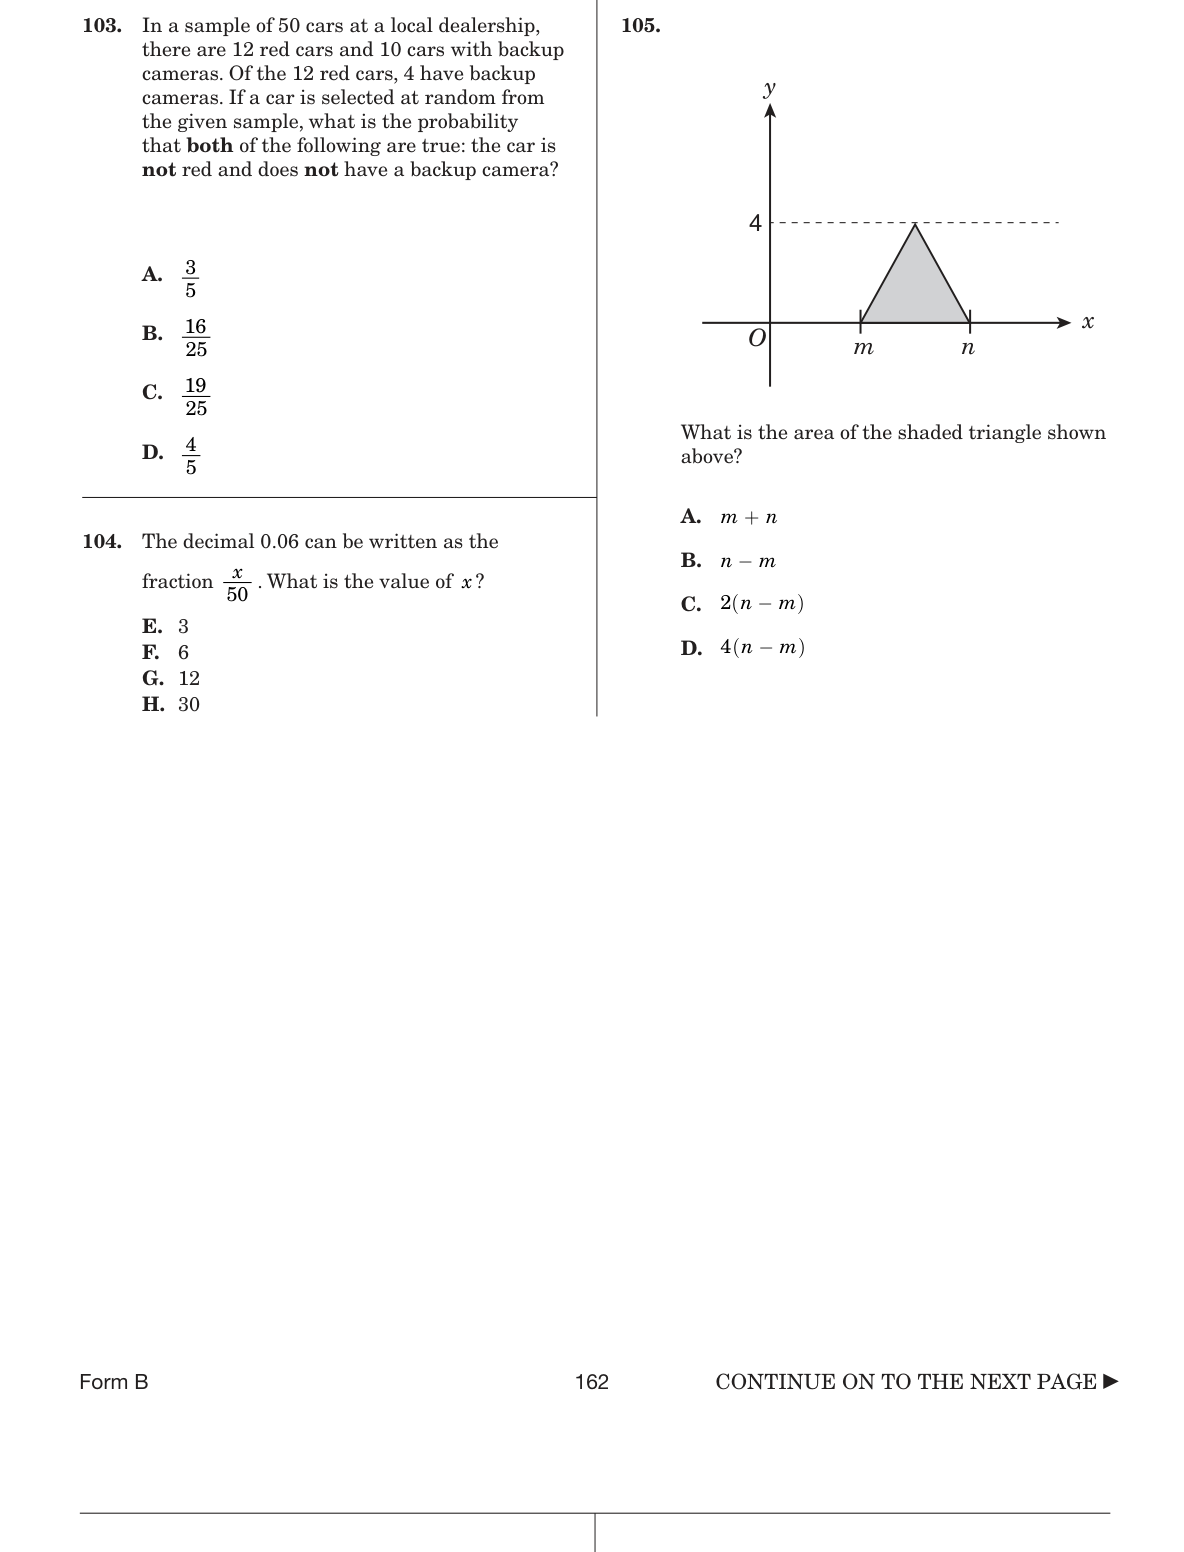 103. In a sample of 50 cars at a local dealership,
there are 12 red cars and 10 cars with backup
cameras. Of the 12 red cars, 4 have backup
cameras. If a car is selected at random from
the given sample, what is the probability
that both of the following are true: the car is
not red and does not have a backup camera?
A. 3/5
B. 16/25
C. 19/25
D. 4/5
104. The decimal 0.06 can be written as the
fraction x/50 . What is the value of x?
E. 3
F. 6
G. 12
H. 30
105.
y
4
O
m
n
x
What is the area of the shaded triangle shown
above?
A. m + n
B. n − m
C. 2(n − m)
D. 4(n − m)
Form B
162
CONTINUE ON TO THE NEXT PAGE ►